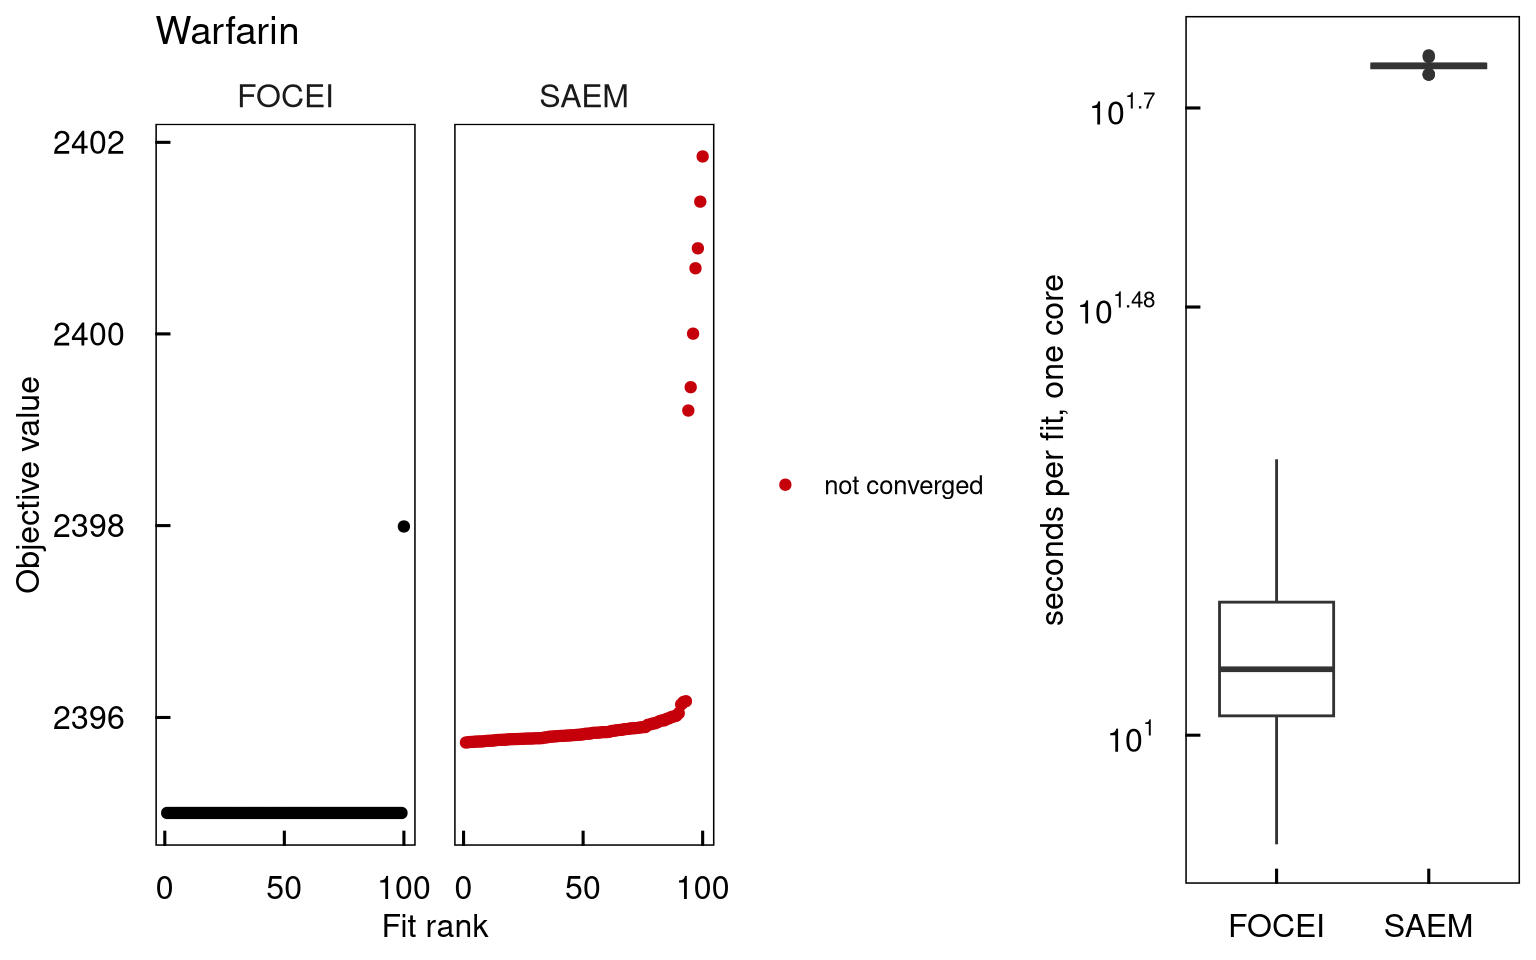 Warfarin
FOCEI
SAEM
2402
2400
2398
2396
Objective value
0 50 100
0 50 100
Fit rank
not converged
seconds per fit, one core
10^1.7
10^1.48
10^1
FOCEI
SAEM